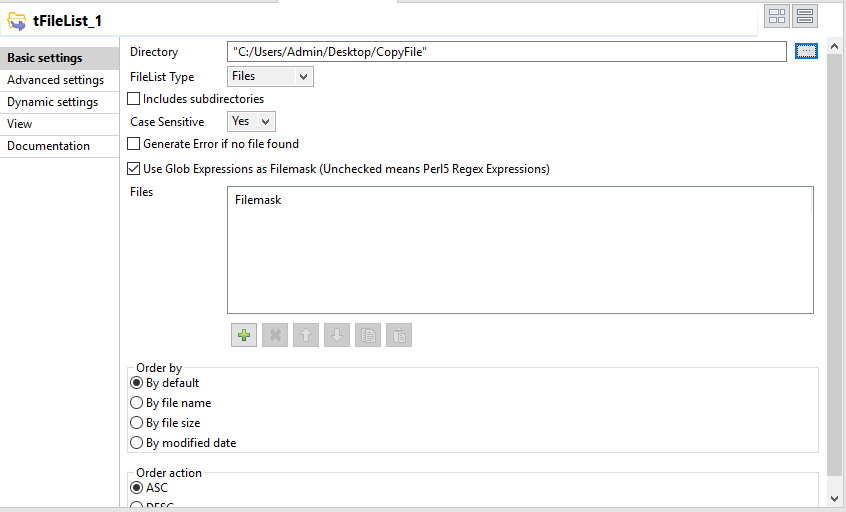 tFileList_1
Basic settings
Advanced settings
Dynamic settings
View
Documentation
Directory "C:/Users/Admin/Desktop/CopyFile" ...
FileList Type Files
Includes subdirectories
Case Sensitive Yes
Generate Error if no file found
Use Glob Expressions as Filemask (Unchecked means Perl5 Regex Expressions)
Files Filemask
Order by
By default
By file name
By file size
By modified date
Order action
ASC
DESC